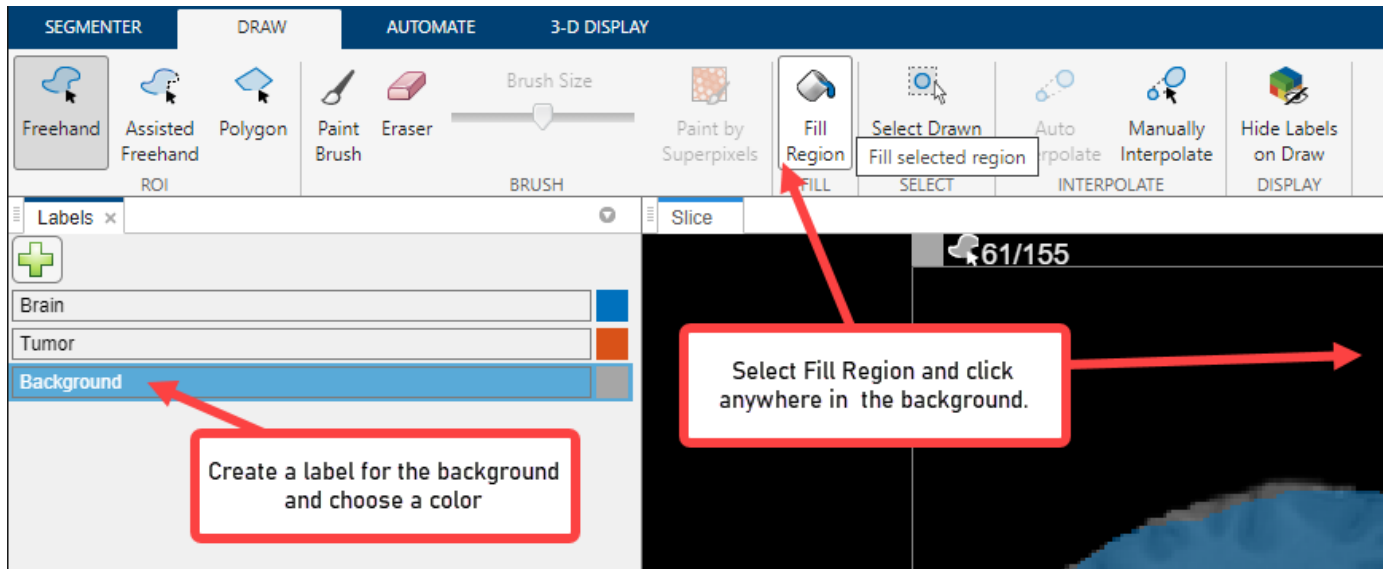 SEGMENTER DRAW AUTOMATE 3-D DISPLAY
Brush Size
Freehand Assisted Polygon Paint Eraser Paint by Fill Select Drawn Auto Manually Hide Labels
Freehand Brush Superpixels Region Fill selected region erpolate Interpolate on Draw
ROI BRUSH FILL SELECT INTERPOLATE DISPLAY
Labels × Slice
61/155
Brain
Tumor
Background
Select Fill Region and click
anywhere in the background.
Create a label for the background
and choose a color